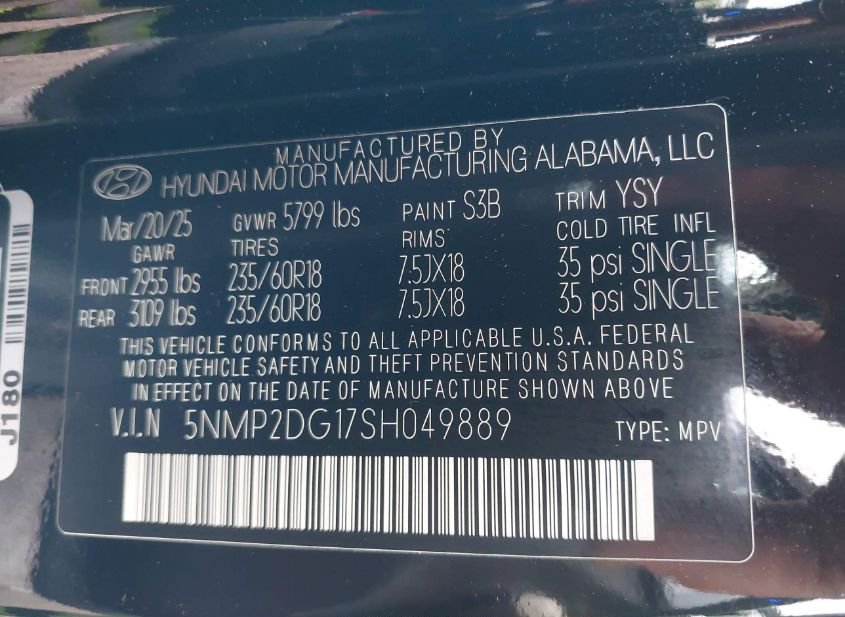 MANUFACTURED BY
HYUNDAI MOTOR MANUFACTURING ALABAMA, LLC
Mar/20/25 GVWR 5799 lbs PAINT S3B TRIM YSY
GAWR TIRES RIMS COLD TIRE INFL
FRONT 2955 lbs 235/60R18 7.5JX18 35 psi SINGLE
REAR 3109 lbs 235/60R18 7.5JX18 35 psi SINGLE
THIS VEHICLE CONFORMS TO ALL APPLICABLE U.S.A. FEDERAL
MOTOR VEHICLE SAFETY AND THEFT PREVENTION STANDARDS
IN EFFECT ON THE DATE OF MANUFACTURE SHOWN ABOVE
V.I.N 5NMP2DG17SH049889 TYPE: MPV
J180